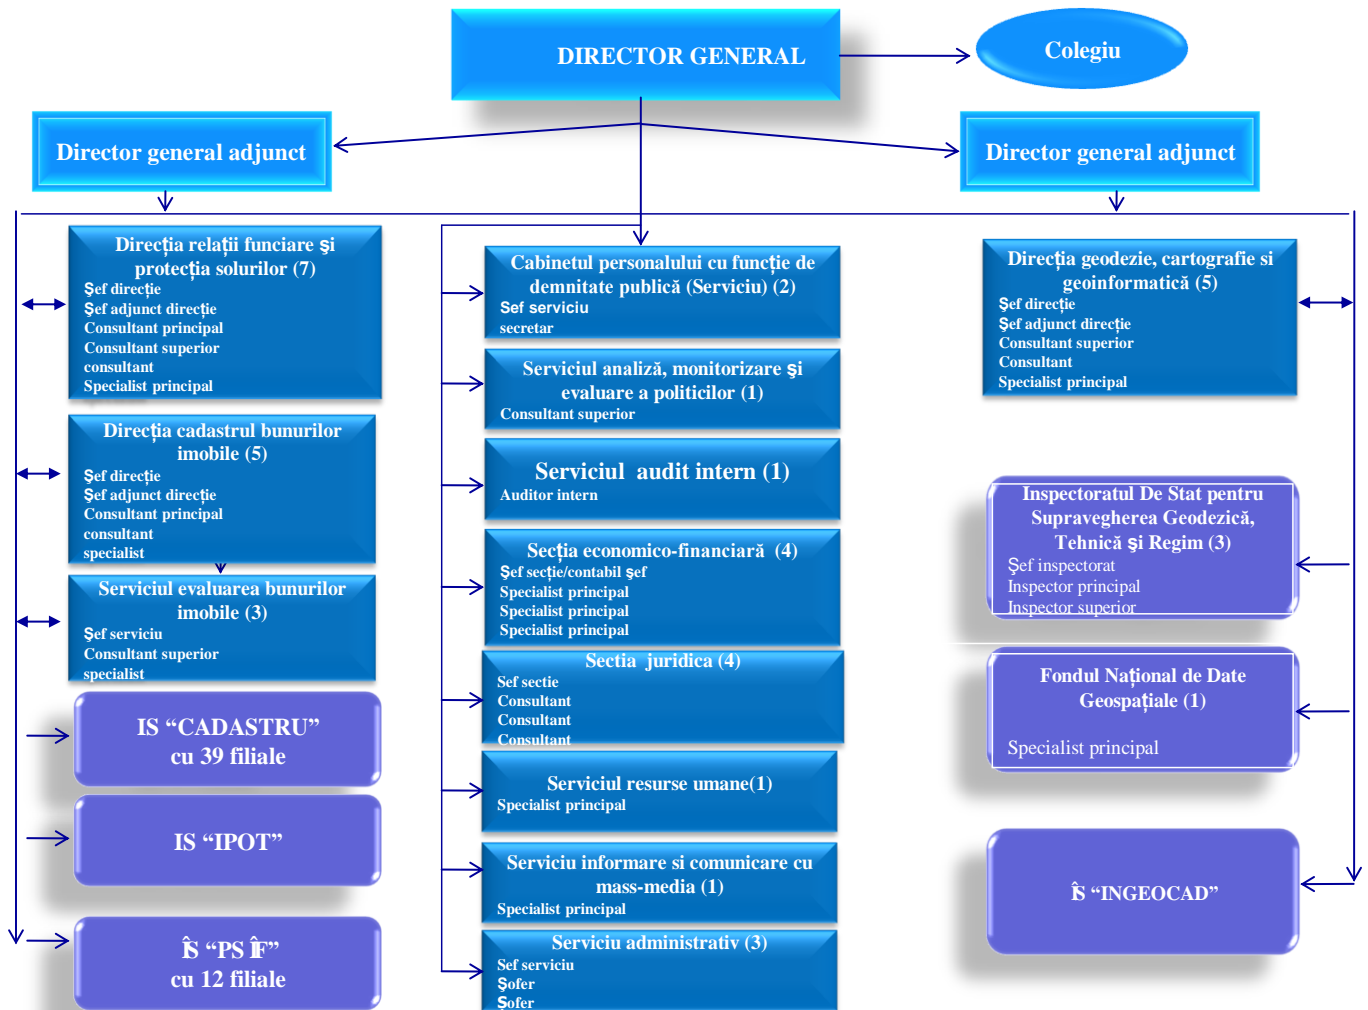 DIRECTOR GENERAL
Colegiu
Director general adjunct
Director general adjunct
Direcția relații funciare și
protecția solurilor (7)
Șef direcție
Șef adjunct direcție
Consultant principal
Consultant superior
consultant
Specialist principal
Direcția cadastrul bunurilor
imobile (5)
Șef direcție
Șef adjunct direcție
Consultant principal
consultant
specialist
Serviciul evaluarea bunurilor
imobile (3)
Șef serviciu
Consultant superior
specialist
IS “CADASTRU”
cu 39 filiale
IS “IPOT”
ÎS “PS ÎF”
cu 12 filiale
Cabinetul personalului cu funcție de
demnitate publică (Serviciu) (2)
Sef serviciu
secretar
Serviciul analiză, monitorizare și
evaluare a politicilor (1)
Consultant superior
Serviciul audit intern (1)
Auditor intern
Secția economico-financiară (4)
Șef secție/contabil șef
Specialist principal
Specialist principal
Specialist principal
Sectia juridica (4)
Sef sectie
Consultant
Consultant
Consultant
Serviciul resurse umane(1)
Specialist principal
Serviciu informare si comunicare cu
mass-media (1)
Specialist principal
Serviciu administrativ (3)
Sef serviciu
Șofer
Șofer
Direcția geodezie, cartografie si
geoinformatică (5)
Șef direcție
Șef adjunct direcție
Consultant superior
Consultant
Specialist principal
Inspectoratul De Stat pentru
Supravegherea Geodezică,
Tehnică și Regim (3)
Șef inspectorat
Inspector principal
Inspector superior
Fondul Național de Date
Geospațiale (1)
Specialist principal
ÎS “INGEOCAD”